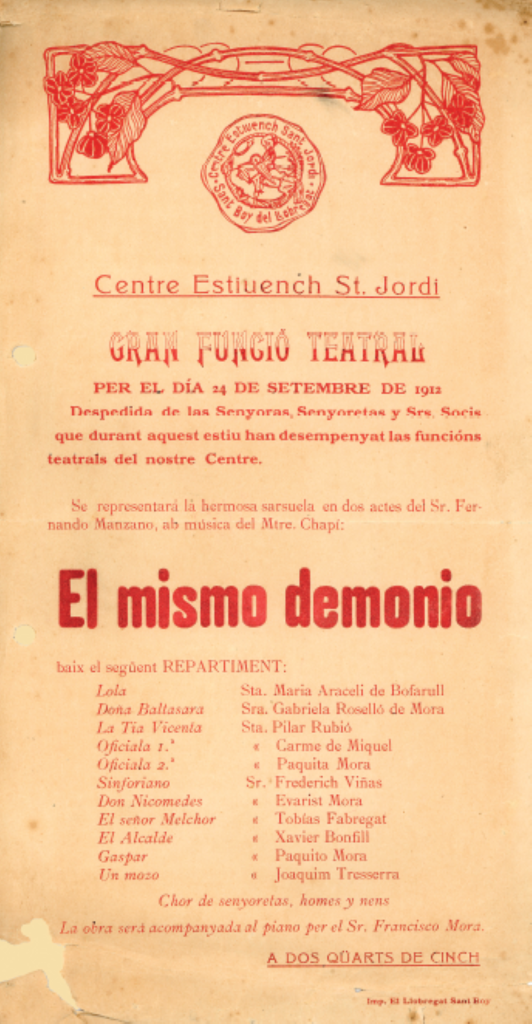 Centre Estiuench Sant Jordi
Sant Boy del Llobregat
Centre Estiuench St. Jordi
GRAN FUNCIÓ TEATRAL
PER EL DÍA 24 DE SETEMBRE DE 1912
Despedida de las Senyoras, Senyoretas y Srs. Socis
que durant aquest estiu han desempenyat las funcións
teatrals del nostre Centre.
Se representará lá hermosa sarsuela en dos actes del Sr. Fer-
nando Manzano, ab música del Mtre. Chapí:
El mismo demonio
baix el següent REPARTIMENT:
Lola Sta. Maria Araceli de Bofarull
Doña Baltasara Sra. Gabriela Roselló de Mora
La Tia Vicenta Sta. Pilar Rubió
Oficiala 1.ª « Carme de Miquel
Oficiala 2.ª « Paquita Mora
Sinforiano Sr. Frederich Viñas
Don Nicomedes « Evarist Mora
El señor Melchor « Tobías Fabregat
El Alcalde « Xavier Bonfill
Gaspar « Paquito Mora
Un mozo « Joaquim Tresserra
Chor de senyoretas, homes y nens
La obra será acompanyada al piano per el Sr. Francisco Mora.
A DOS QÜARTS DE CINCH
Imp. El Llobregat Sant Boy